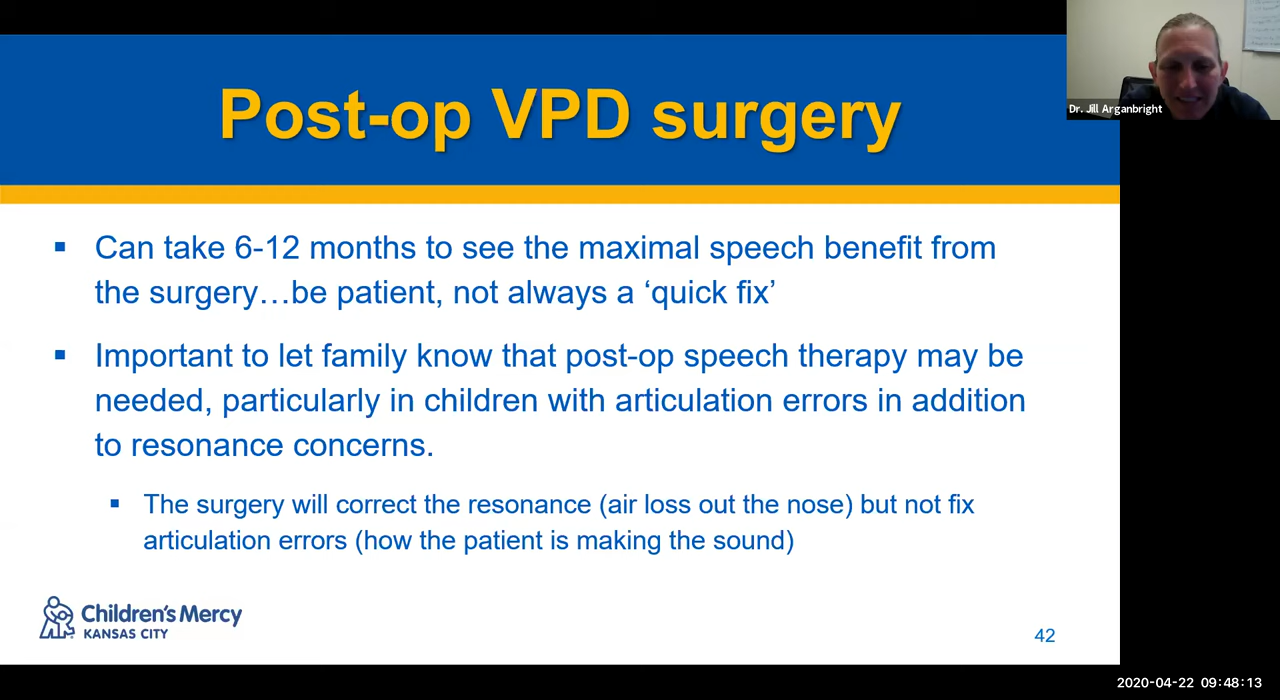 Post-op VPD surgery
Dr. Jill Arganbright
▪ Can take 6-12 months to see the maximal speech benefit from
the surgery…be patient, not always a ‘quick fix’
▪ Important to let family know that post-op speech therapy may be
needed, particularly in children with articulation errors in addition
to resonance concerns.
▪ The surgery will correct the resonance (air loss out the nose) but not fix
articulation errors (how the patient is making the sound)
Children's Mercy
KANSAS CITY
42
2020-04-22 09:48:13